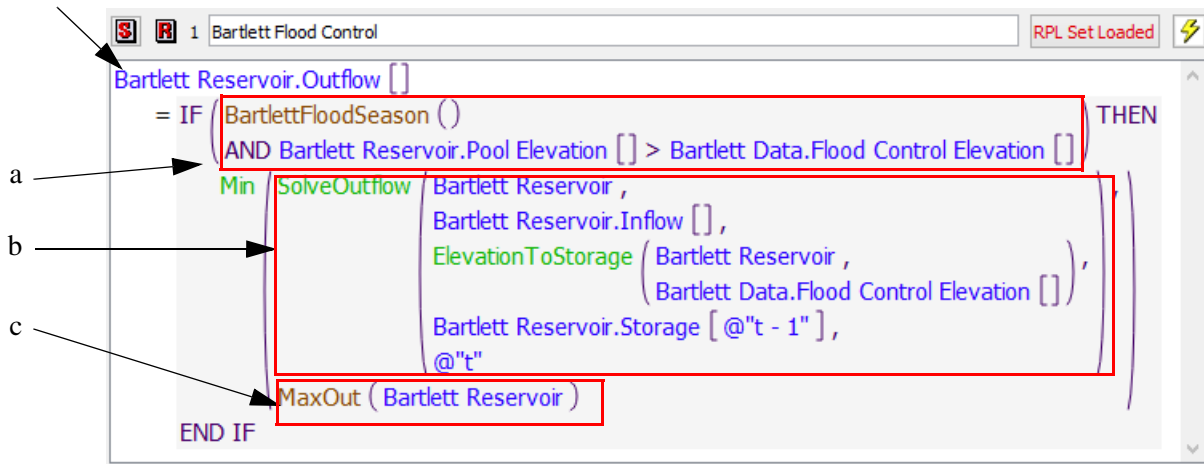 S R 1 Bartlett Flood Control RPL Set Loaded
Bartlett Reservoir.Outflow []
= IF ( BartlettFloodSeason () ) THEN
AND Bartlett Reservoir.Pool Elevation [] > Bartlett Data.Flood Control Elevation []
a
Min ( SolveOutflow ( Bartlett Reservoir ,
Bartlett Reservoir.Inflow [] ,
b
ElevationToStorage ( Bartlett Reservoir ,
Bartlett Data.Flood Control Elevation [] ) ,
c
Bartlett Reservoir.Storage [ @"t - 1" ] ,
@"t" ) ,
MaxOut ( Bartlett Reservoir ) )
END IF